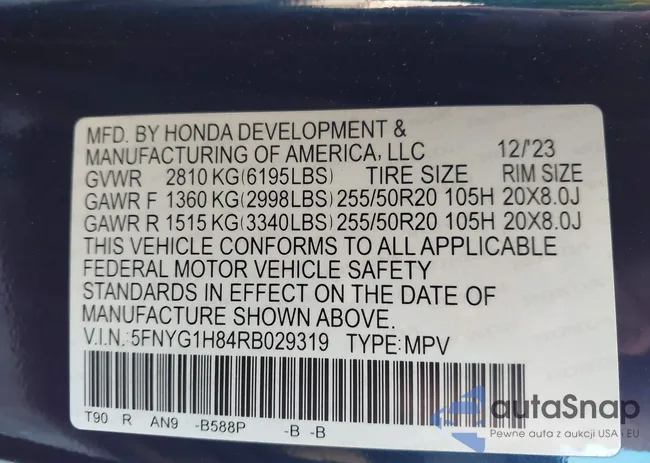 MFD. BY HONDA DEVELOPMENT &
MANUFACTURING OF AMERICA, LLC 12/'23
GVWR 2810 KG(6195LBS) TIRE SIZE RIM SIZE
GAWR F 1360 KG(2998LBS) 255/50R20 105H 20X8.0J
GAWR R 1515 KG(3340LBS) 255/50R20 105H 20X8.0J
THIS VEHICLE CONFORMS TO ALL APPLICABLE
FEDERAL MOTOR VEHICLE SAFETY
STANDARDS IN EFFECT ON THE DATE OF
MANUFACTURE SHOWN ABOVE.
V.I.N.:5FNYG1H84RB029319 TYPE:MPV
T90 R AN9 -B588P -B -B
autaSnap
Pewne auta z aukcji USA i EU